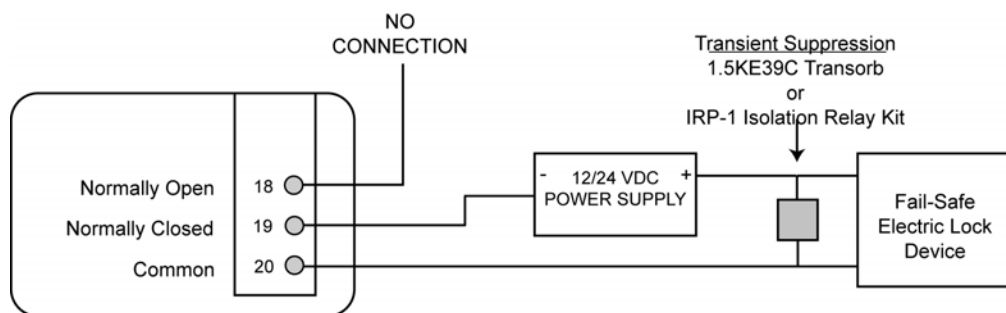 NO
CONNECTION
Transient Suppression
1.5KE39C Transorb
or
IRP-1 Isolation Relay Kit
Normally Open 18
Normally Closed 19
Common 20
- 12/24 VDC +
POWER SUPPLY
Fail-Safe
Electric Lock
Device